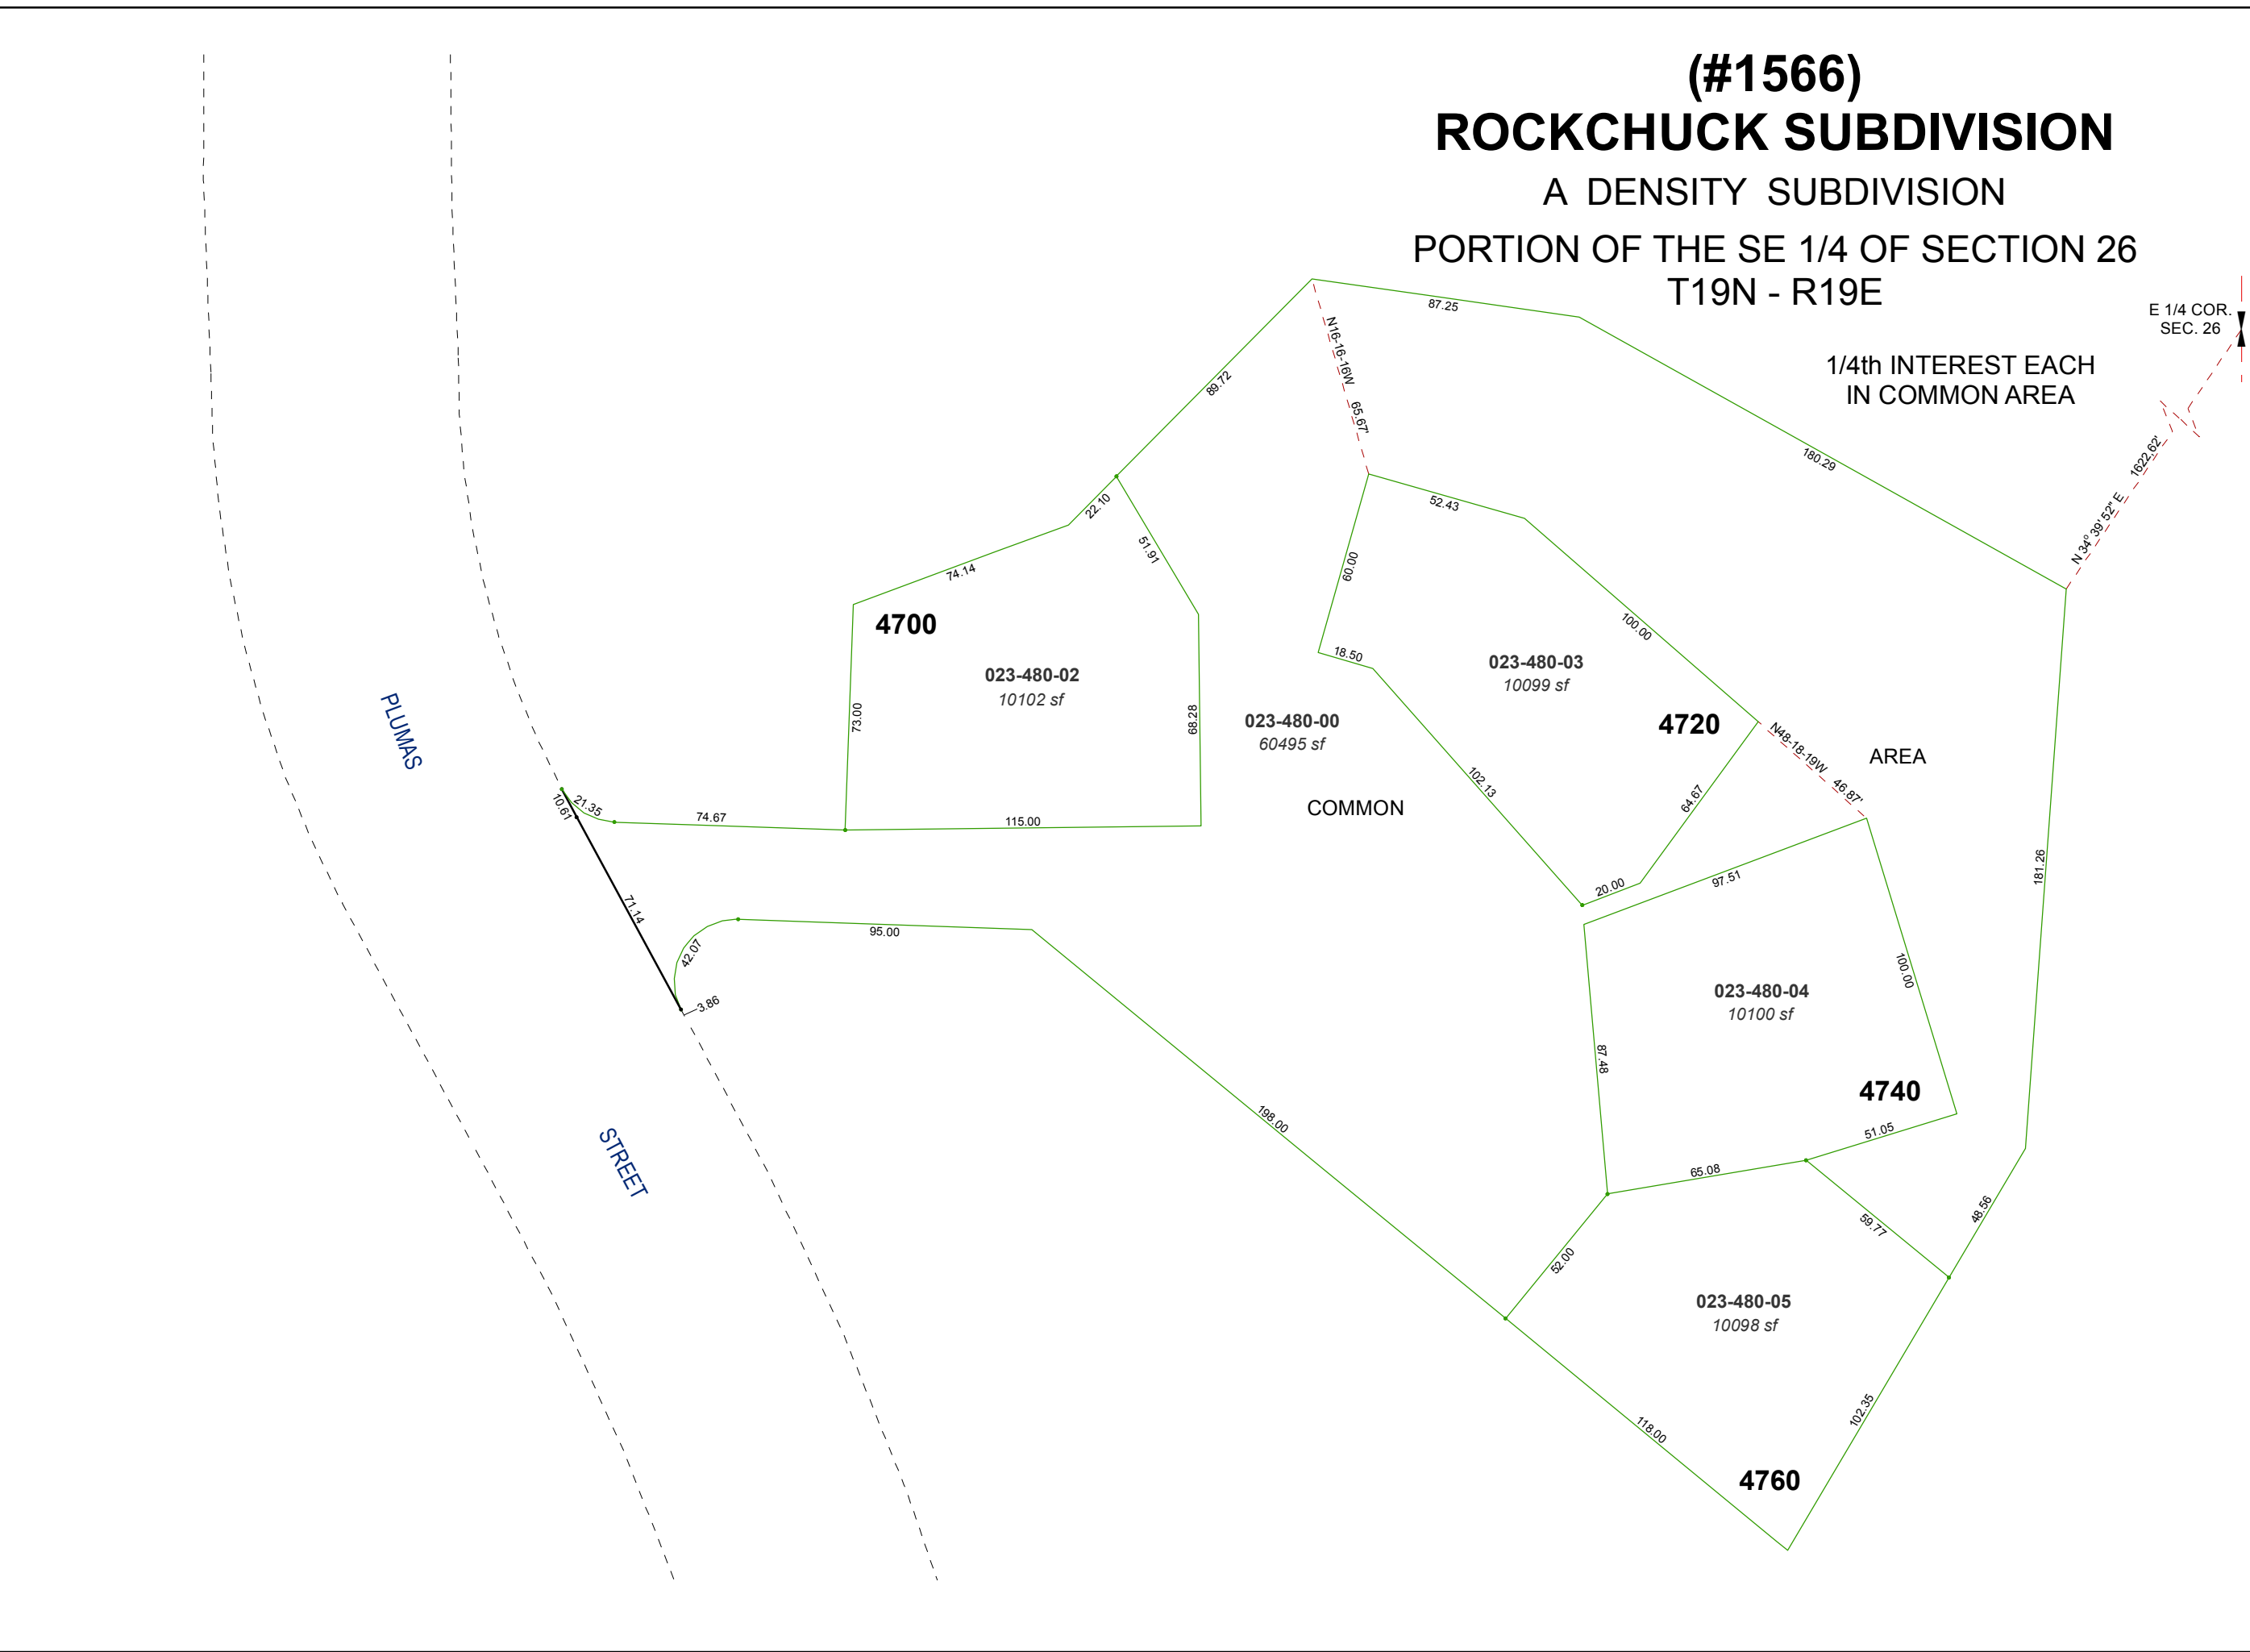 (#1566)
ROCKCHUCK SUBDIVISION
A DENSITY SUBDIVISION
PORTION OF THE SE 1/4 OF SECTION 26
T19N - R19E
E 1/4 COR.
SEC. 26
1/4th INTEREST EACH
IN COMMON AREA
87.25
N16-16-16W 65.67'
89.72
180.29
N 34° 39' 52" E 1622.62'
22.10
52.43
51.91
60.00
74.14
4700
100.00
18.50
023-480-02
10102 sf
023-480-03
10099 sf
73.00
68.28
023-480-00
60495 sf
4720
PLUMAS
N48-18-19W 46.87'
AREA
102.13
64.67
10.61
21.35
74.67
115.00
COMMON
181.26
97.51
20.00
71.14
95.00
42.07
100.00
3.86
023-480-04
10100 sf
87.48
4740
198.00
51.05
STREET
65.08
48.56
59.77
52.00
023-480-05
10098 sf
102.35
118.00
4760